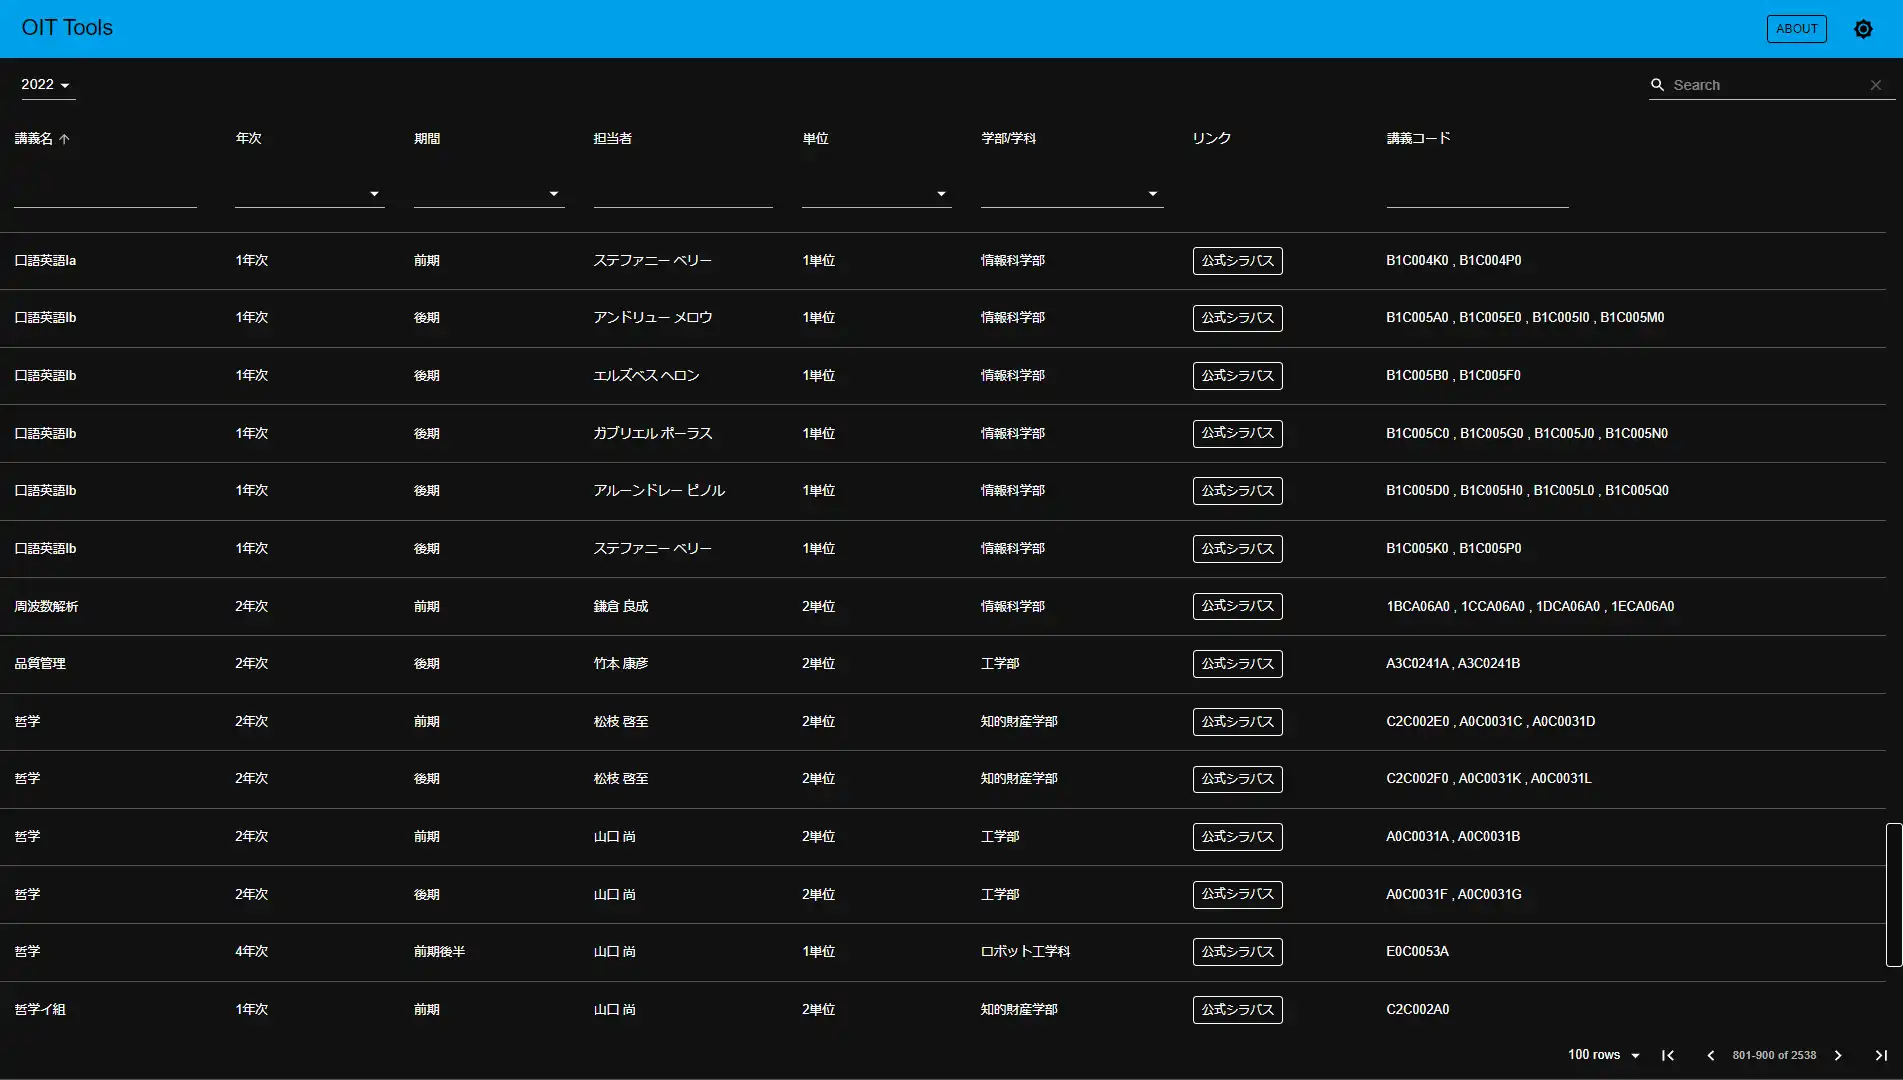 OIT Tools
ABOUT
2022
Search
講義名 年次 期間 担当者 単位 学部/学科 リンク 講義コード
口語英語Ia 1年次 前期 ステファニー ベリー 1単位 情報科学部 公式シラバス B1C004K0 , B1C004P0
口語英語Ib 1年次 後期 アンドリュー メロウ 1単位 情報科学部 公式シラバス B1C005A0 , B1C005E0 , B1C005I0 , B1C005M0
口語英語Ib 1年次 後期 エルズベス ヘロン 1単位 情報科学部 公式シラバス B1C005B0 , B1C005F0
口語英語Ib 1年次 後期 ガブリエル ポーラス 1単位 情報科学部 公式シラバス B1C005C0 , B1C005G0 , B1C005J0 , B1C005N0
口語英語Ib 1年次 後期 アルーンドレー ピノル 1単位 情報科学部 公式シラバス B1C005D0 , B1C005H0 , B1C005L0 , B1C005Q0
口語英語Ib 1年次 後期 ステファニー ベリー 1単位 情報科学部 公式シラバス B1C005K0 , B1C005P0
周波数解析 2年次 前期 鎌倉 良成 2単位 情報科学部 公式シラバス 1BCA06A0 , 1CCA06A0 , 1DCA06A0 , 1ECA06A0
品質管理 2年次 後期 竹本 康彦 2単位 工学部 公式シラバス A3C0241A , A3C0241B
哲学 2年次 前期 松枝 啓至 2単位 知的財産学部 公式シラバス C2C002E0 , A0C0031C , A0C0031D
哲学 2年次 後期 松枝 啓至 2単位 知的財産学部 公式シラバス C2C002F0 , A0C0031K , A0C0031L
哲学 2年次 前期 山口 尚 2単位 工学部 公式シラバス A0C0031A , A0C0031B
哲学 2年次 後期 山口 尚 2単位 工学部 公式シラバス A0C0031F , A0C0031G
哲学 4年次 前期後半 山口 尚 1単位 ロボット工学科 公式シラバス E0C0053A
哲学イ組 1年次 前期 山口 尚 2単位 知的財産学部 公式シラバス C2C002A0
100 rows 801-900 of 2538